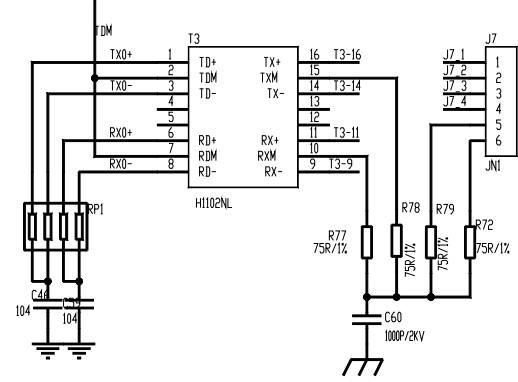 TDM
T3
J7
TX0+ 1 TD+ TX+ 16 T3-16
2 TDM TXM 15
TX0- 3 TD- TX- 14 T3-14
4 13
5 12
RX0+ 6 RD+ RX+ 11 T3-11
7 RDM RXM 10
RX0- 8 RD- RX- 9 T3-9
H1102NL
J7_1 1
J7_2 2
J7_3 3
J7_4 4
5
6
JN1
RP1
R77
75R/1%
R78
75R/1%
R79
75R/1%
R72
75R/1%
C46
104
C59
104
C60
1000P/2KV